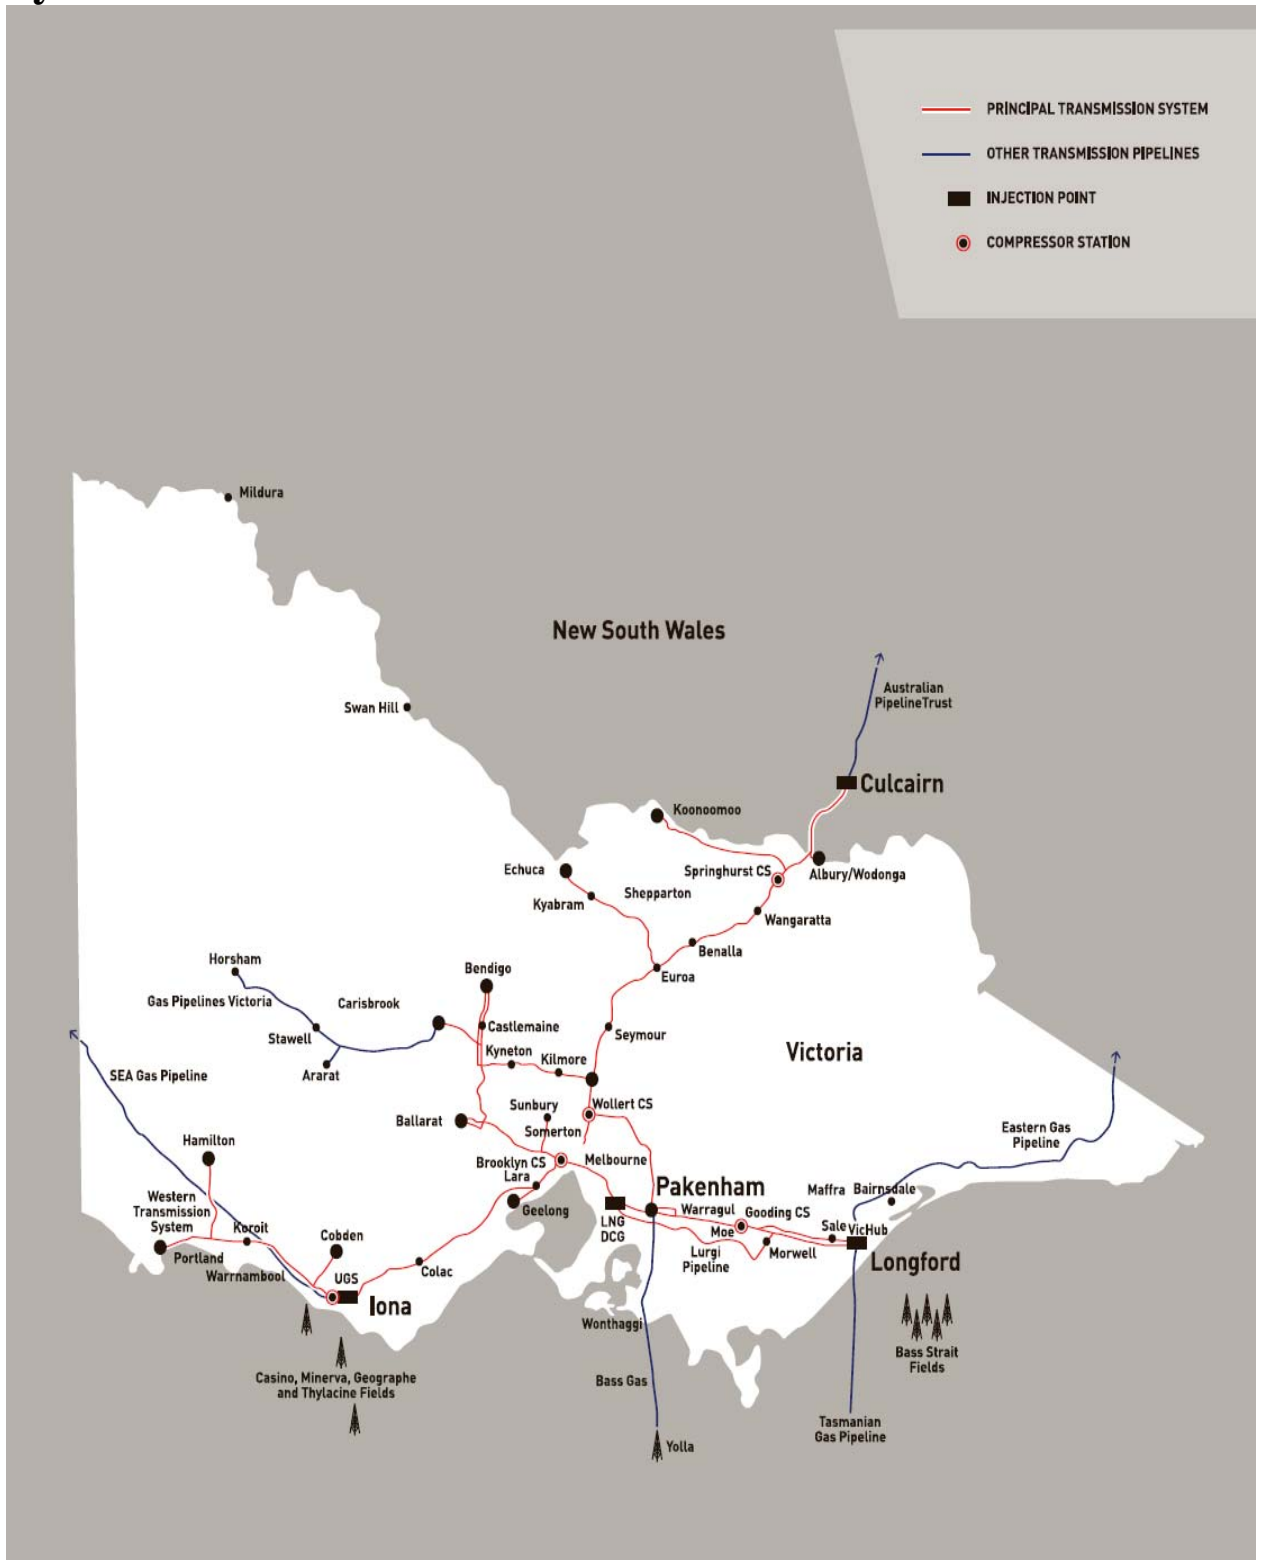 PRINCIPAL TRANSMISSION SYSTEM
OTHER TRANSMISSION PIPELINES
INJECTION POINT
COMPRESSOR STATION
Mildura
New South Wales
Swan Hill
Australian
PipelineTrust
Culcairn
Koonoomoo
Echuca
Springhurst CS
Albury/Wodonga
Kyabram
Shepparton
Wangaratta
Benalla
Euroa
Horsham
Bendigo
Gas Pipelines Victoria
Carisbrook
Castlemaine
Seymour
Stawell
Kyneton
Kilmore
Victoria
Ararat
SEA Gas Pipeline
Sunbury
Wollert CS
Ballarat
Somerton
Eastern Gas
Pipeline
Hamilton
Brooklyn CS
Melbourne
Lara
Pakenham
Maffra
Bairnsdale
Western
Transmission
System
Geelong
LNG
DCG
Warragul
Gooding CS
Koroit
Cobden
Moe
Sale
VicHub
Portland
Lurgi
Pipeline
Morwell
Longford
Warrnambool
UGS
Colac
Iona
Wonthaggi
Bass Strait
Fields
Casino, Minerva, Geographe
and Thylacine Fields
Bass Gas
Tasmanian
Gas Pipeline
Yolla